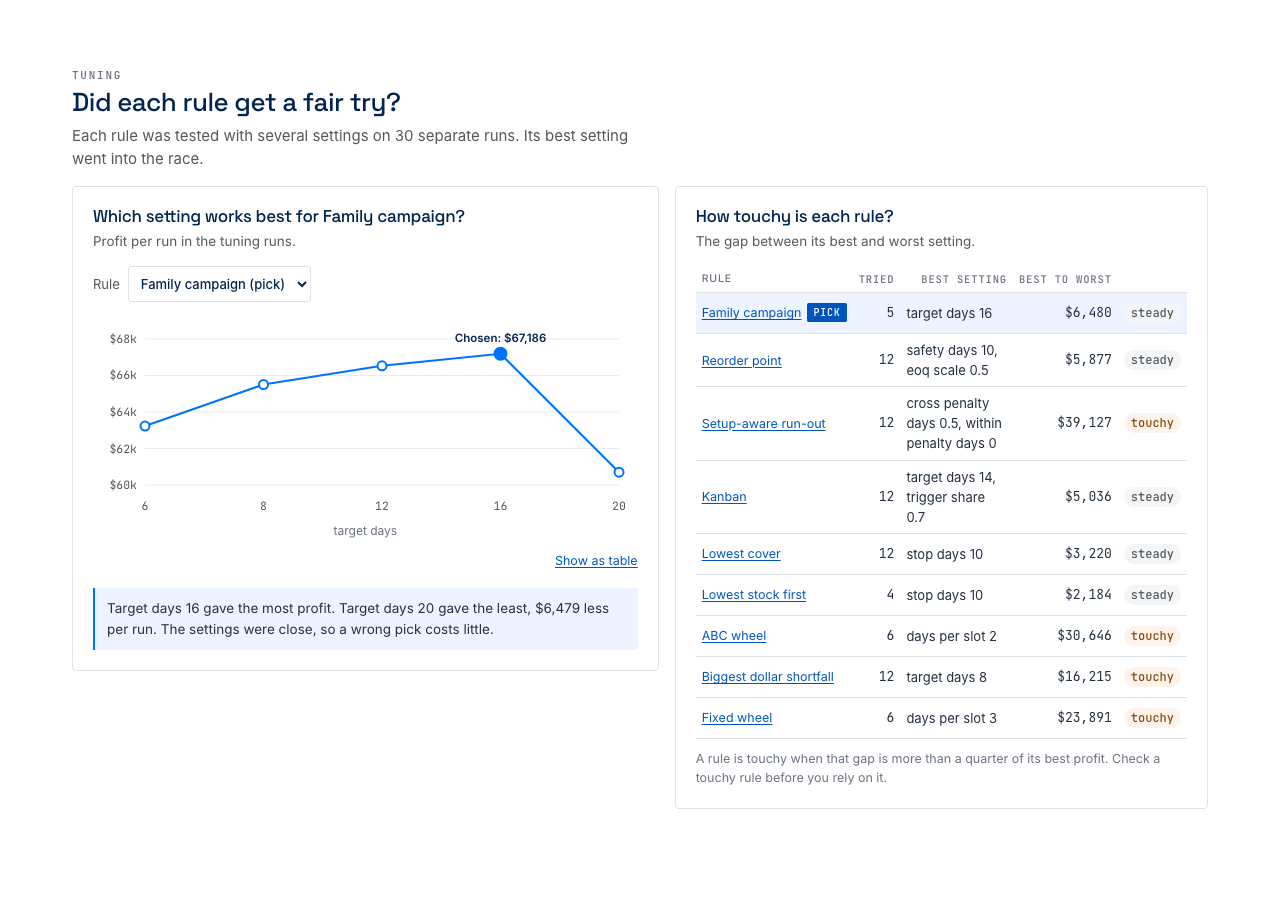 TUNING
Did each rule get a fair try?
Each rule was tested with several settings on 30 separate runs. Its best setting
went into the race.
Which setting works best for Family campaign?
Profit per run in the tuning runs.
Rule Family campaign (pick)
Chosen: $67,186
$68k
$66k
$64k
$62k
$60k
6 8 12 16 20
target days
Show as table
Target days 16 gave the most profit. Target days 20 gave the least, $6,479 less
per run. The settings were close, so a wrong pick costs little.
How touchy is each rule?
The gap between its best and worst setting.
RULE TRIED BEST SETTING BEST TO WORST
Family campaign PICK 5 target days 16 $6,480 steady
Reorder point 12 safety days 10, $5,877 steady
eoq scale 0.5
cross penalty
Setup-aware run-out 12 days 0.5, within $39,127 touchy
penalty days 0
target days 14,
Kanban 12 trigger share $5,036 steady
0.7
Lowest cover 12 stop days 10 $3,220 steady
Lowest stock first 4 stop days 10 $2,184 steady
ABC wheel 6 days per slot 2 $30,646 touchy
Biggest dollar shortfall 12 target days 8 $16,215 touchy
Fixed wheel 6 days per slot 3 $23,891 touchy
A rule is touchy when that gap is more than a quarter of its best profit. Check a
touchy rule before you rely on it.